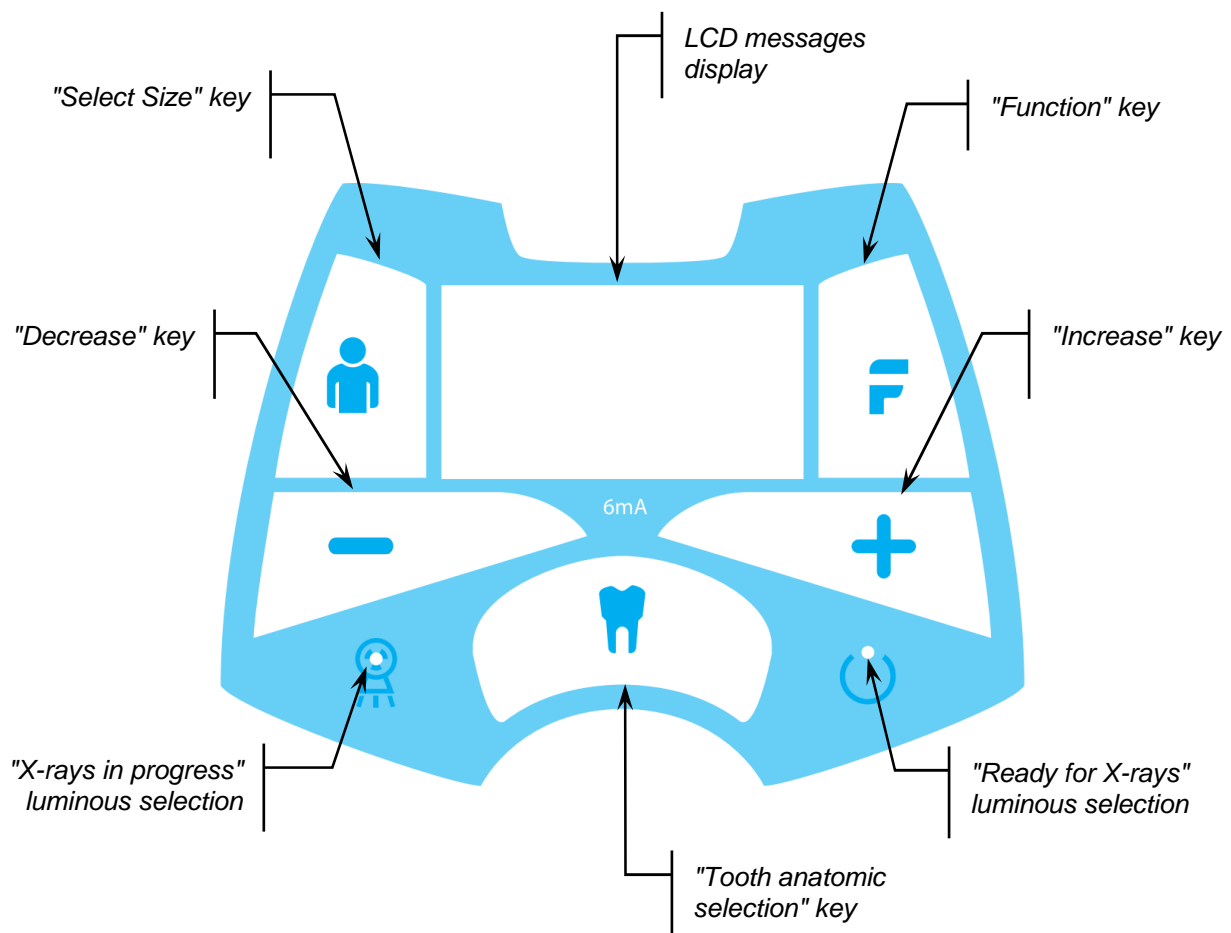 LCD messages
display
"Select Size" key
"Function" key
"Decrease" key
"Increase" key
6mA
"X-rays in progress"
luminous selection
"Ready for X-rays"
luminous selection
"Tooth anatomic
selection" key